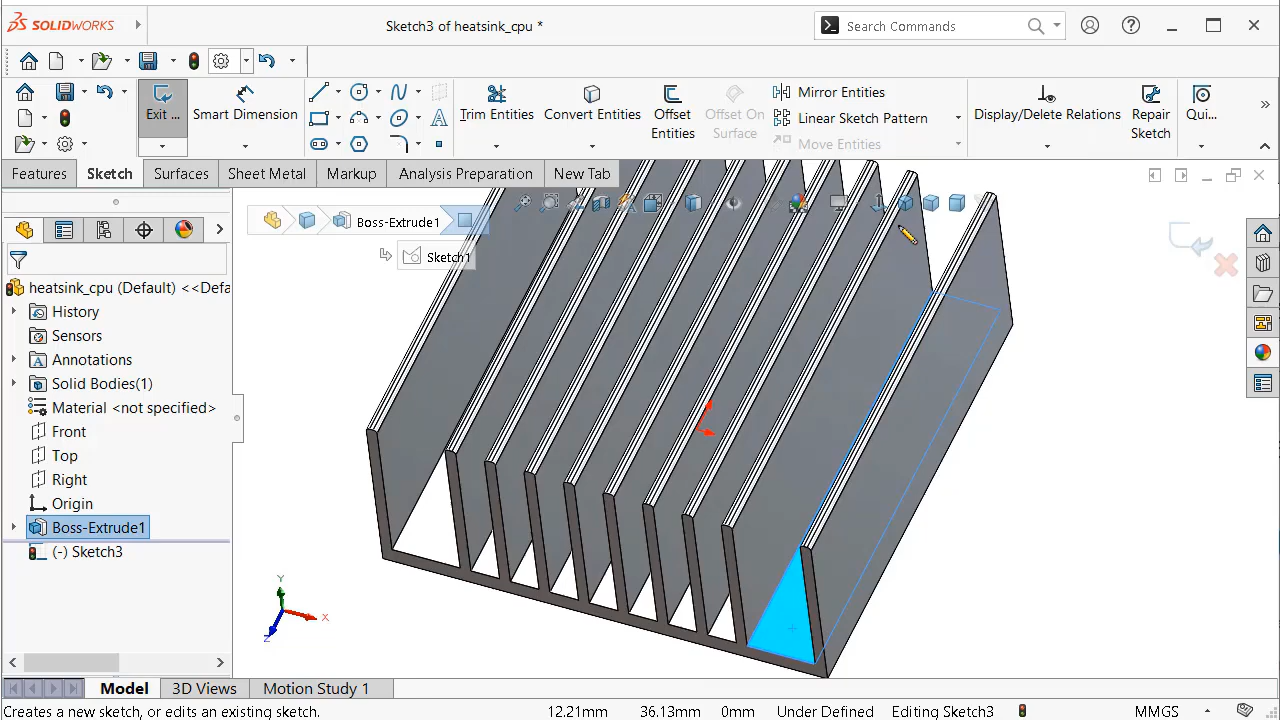 SOLIDWORKS
Sketch3 of heatsink_cpu *
Search Commands
Exit ...
Smart Dimension
Trim Entities
Convert Entities
Offset Entities
Offset On Surface
Mirror Entities
Linear Sketch Pattern
Move Entities
Display/Delete Relations
Repair Sketch
Qui...
Features
Sketch
Surfaces
Sheet Metal
Markup
Analysis Preparation
New Tab
Boss-Extrude1
Sketch1
heatsink_cpu (Default) <<Defa
History
Sensors
Annotations
Solid Bodies(1)
Material <not specified>
Front
Top
Right
Origin
Boss-Extrude1
(-) Sketch3
Y
X
Z
Model
3D Views
Motion Study 1
Creates a new sketch, or edits an existing sketch.
12.21mm
36.13mm
0mm
Under Defined
Editing Sketch3
MMGS